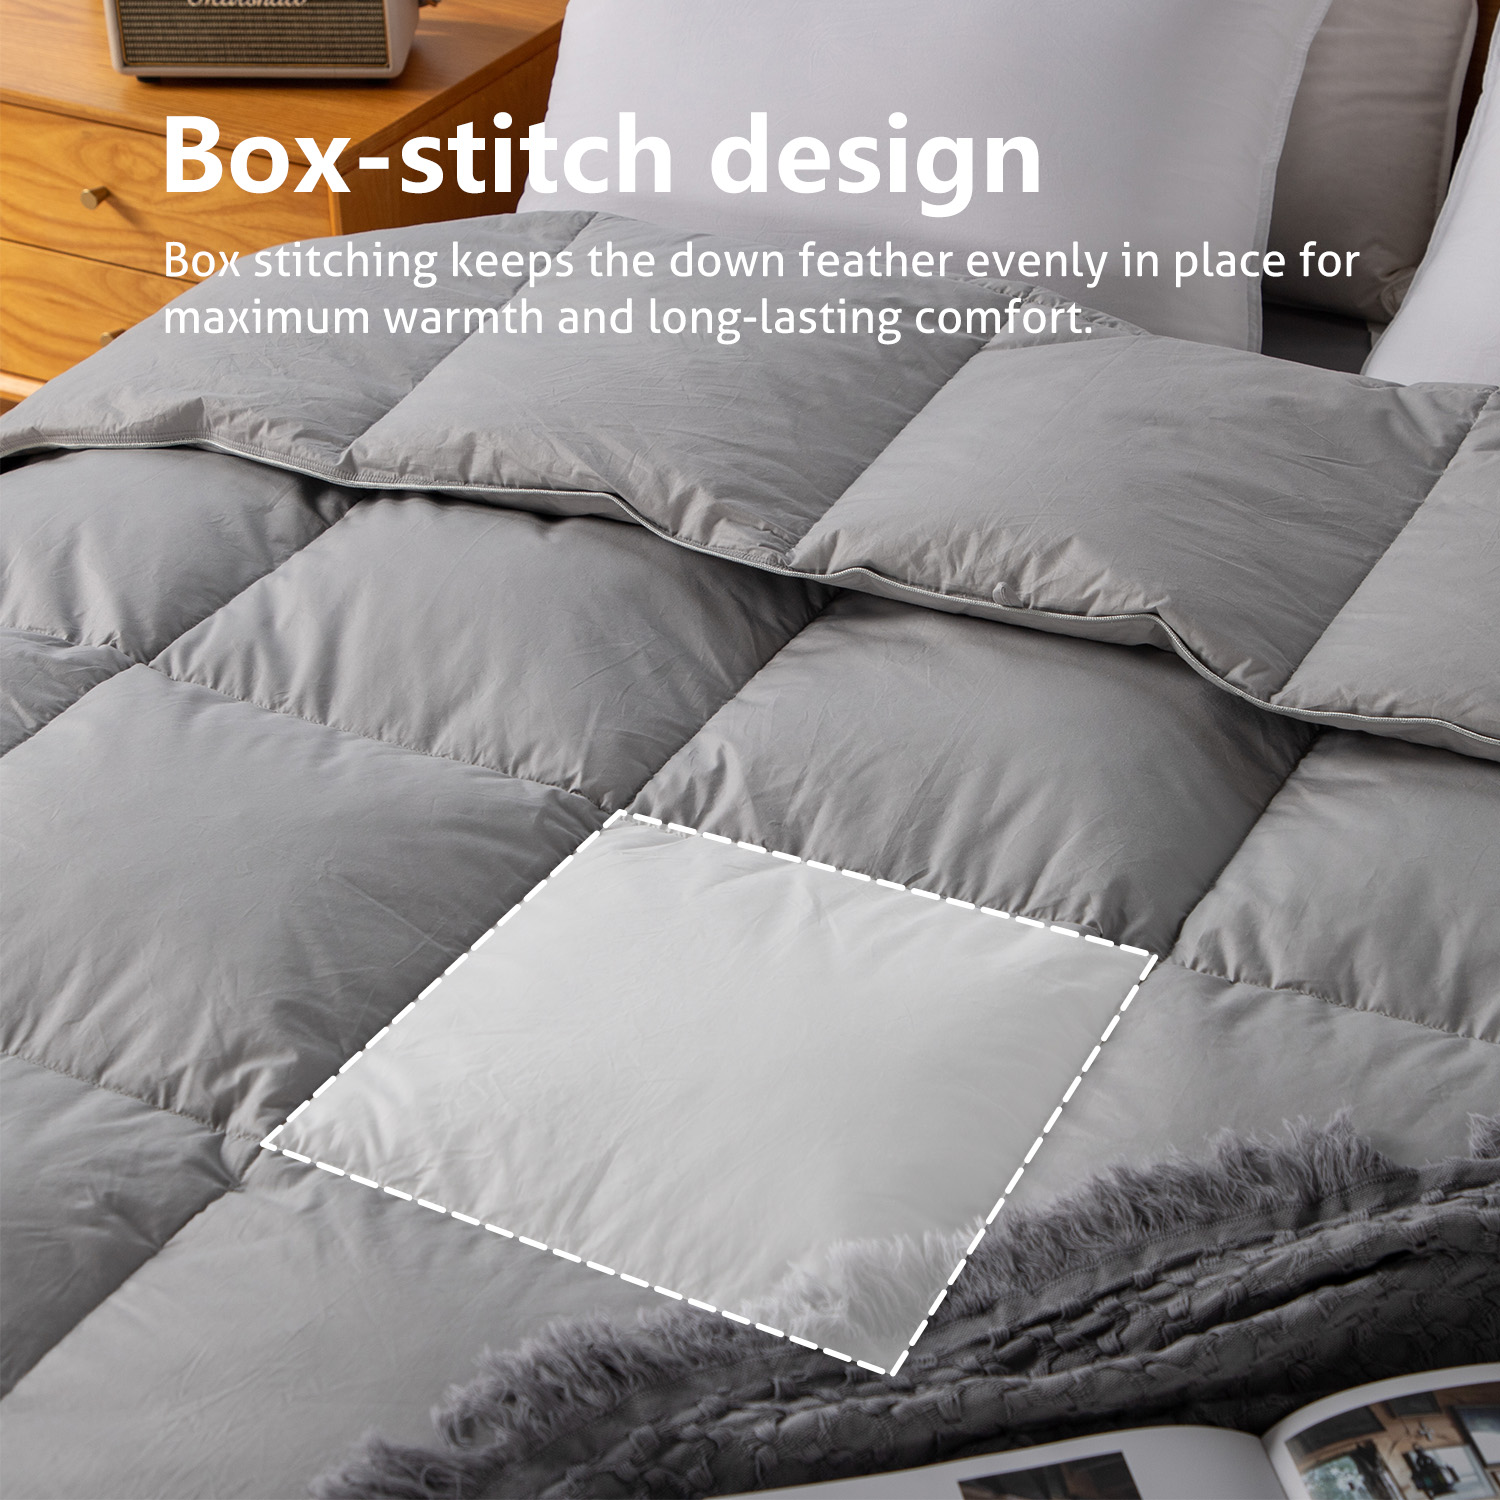 Marshall
Box-stitch design
Box stitching keeps the down feather evenly in place for
maximum warmth and long-lasting comfort.